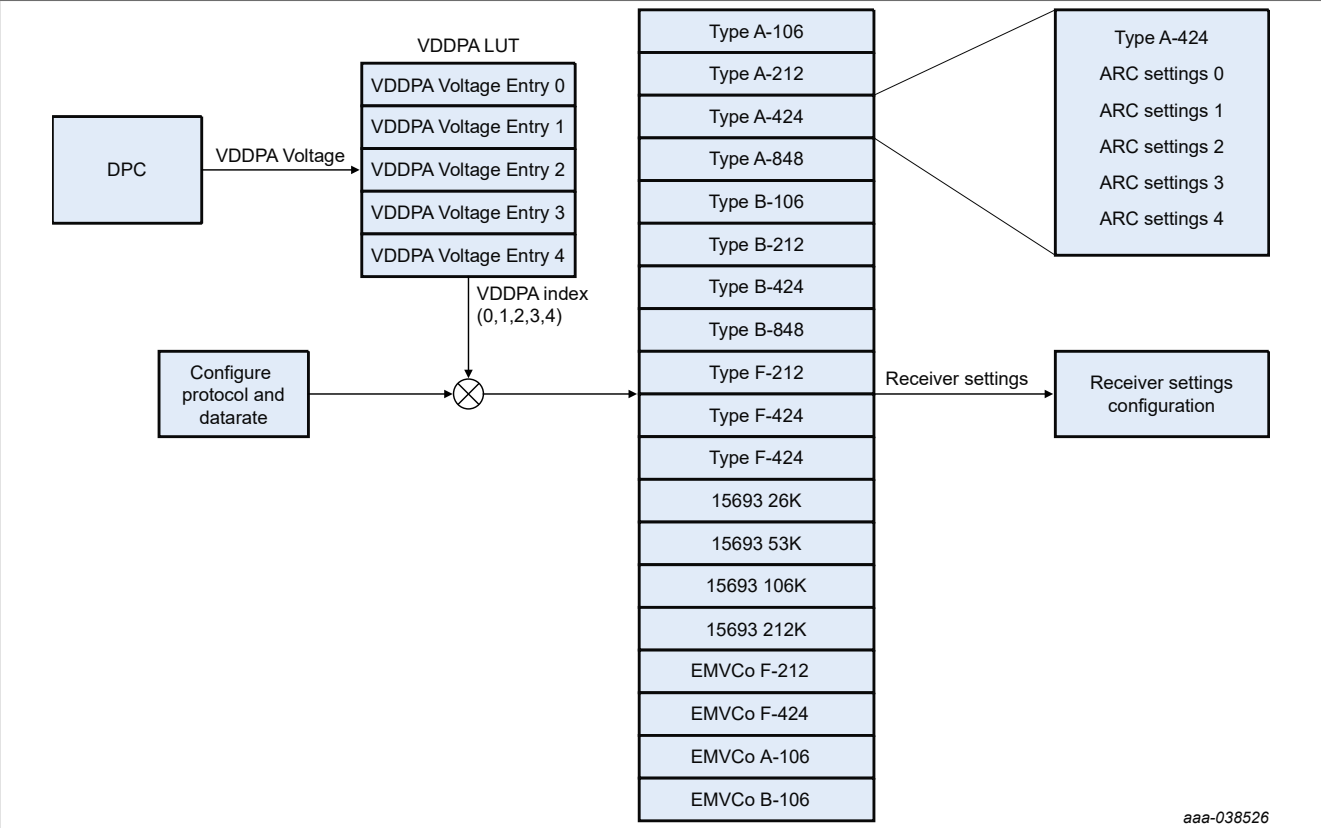 VDDPA LUT
DPC
VDDPA Voltage
VDDPA Voltage Entry 0
VDDPA Voltage Entry 1
VDDPA Voltage Entry 2
VDDPA Voltage Entry 3
VDDPA Voltage Entry 4
VDDPA index
(0,1,2,3,4)
Configure
protocol and
datarate
Type A-106
Type A-212
Type A-424
Type A-848
Type B-106
Type B-212
Type B-424
Type B-848
Type F-212
Type F-424
Type F-424
15693 26K
15693 53K
15693 106K
15693 212K
EMVCo F-212
EMVCo F-424
EMVCo A-106
EMVCo B-106
Type A-424
ARC settings 0
ARC settings 1
ARC settings 2
ARC settings 3
ARC settings 4
Receiver settings
Receiver settings
configuration
aaa-038526